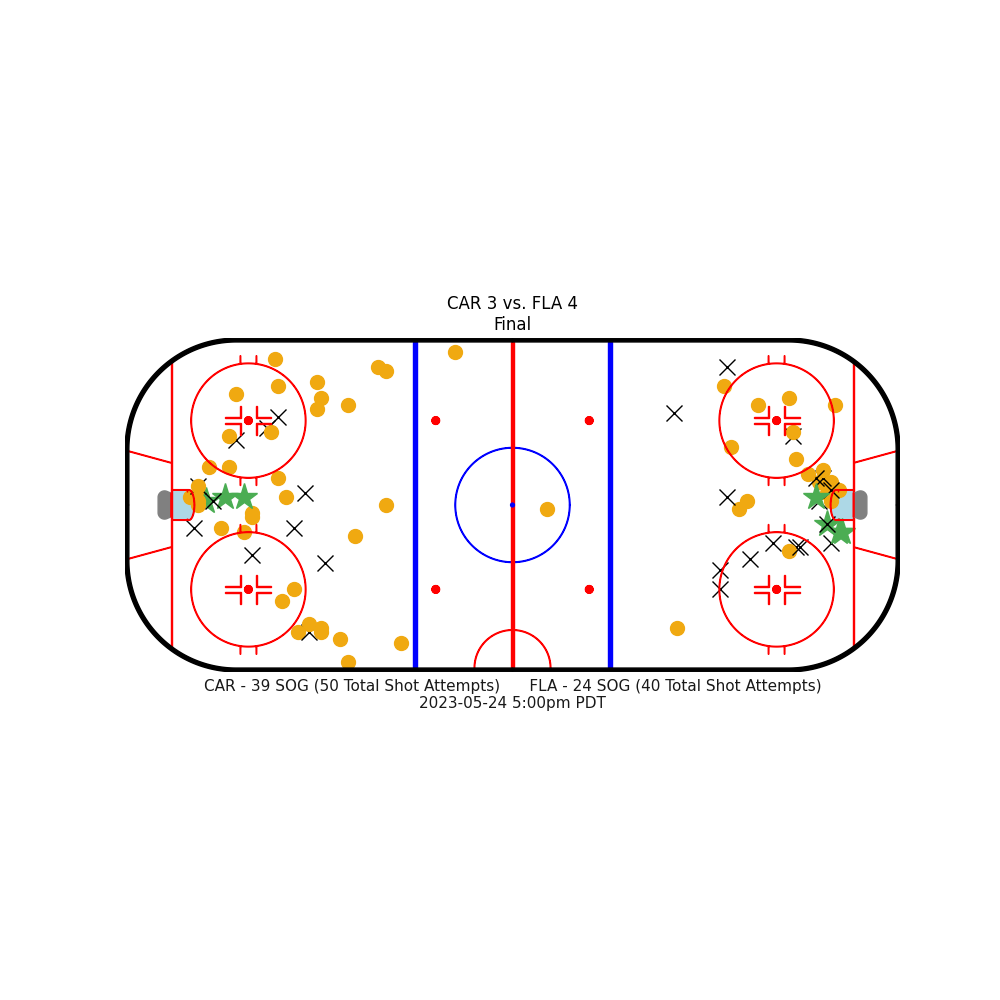 CAR 3 vs. FLA 4
Final
CAR - 39 SOG (50 Total Shot Attempts) FLA - 24 SOG (40 Total Shot Attempts)
2023-05-24 5:00pm PDT